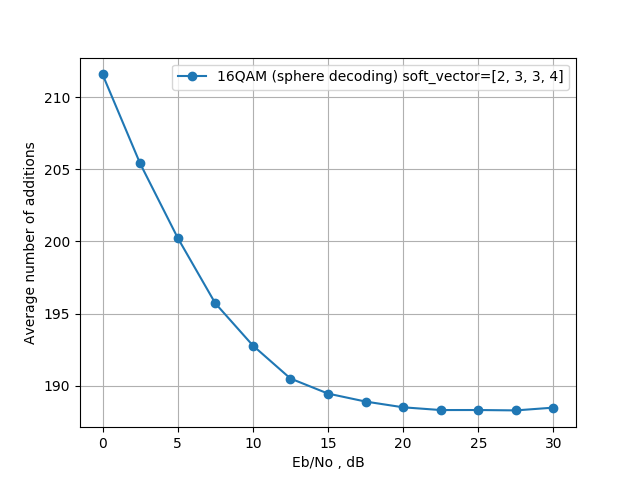 16QAM (sphere decoding) soft_vector=[2, 3, 3, 4]
Average number of additions
210
205
200
195
190
0 5 10 15 20 25 30
Eb/No , dB